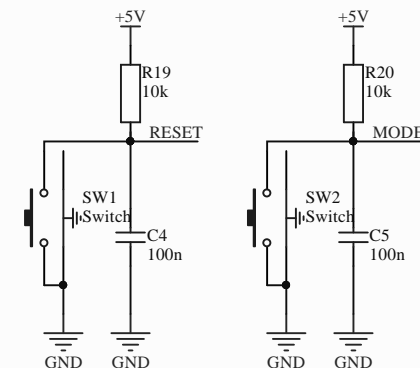 +5V
+5V
R19
10k
R20
10k
RESET
MODE
SW1
Switch
SW2
Switch
C4
100n
C5
100n
GND
GND
GND
GND